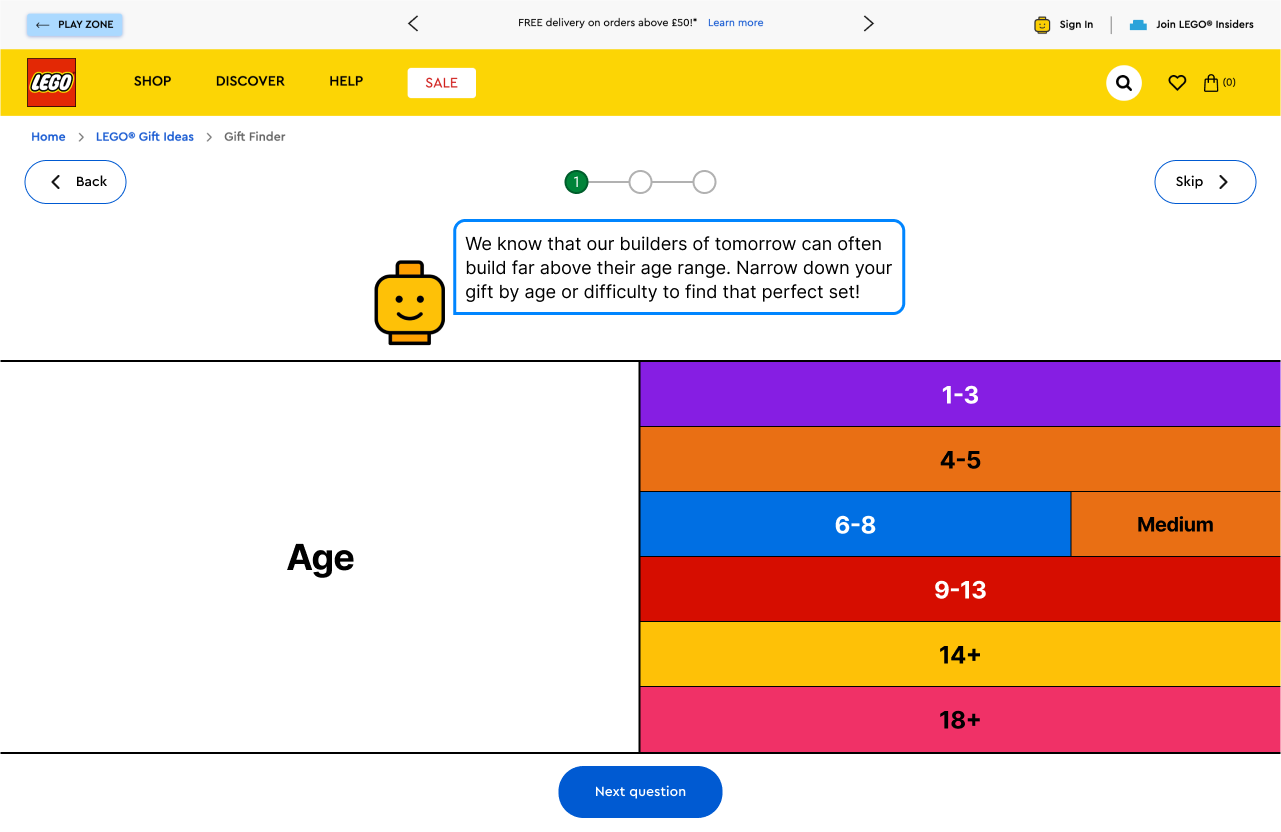 PLAY ZONE
FREE delivery on orders above £50!* Learn more
Sign In
Join LEGO® Insiders
LEGO
SHOP
DISCOVER
HELP
SALE
(0)
Home
LEGO® Gift Ideas
Gift Finder
Back
1
Skip
We know that our builders of tomorrow can often
build far above their age range. Narrow down your
gift by age or difficulty to find that perfect set!
Age
1-3
4-5
6-8
Medium
9-13
14+
18+
Next question